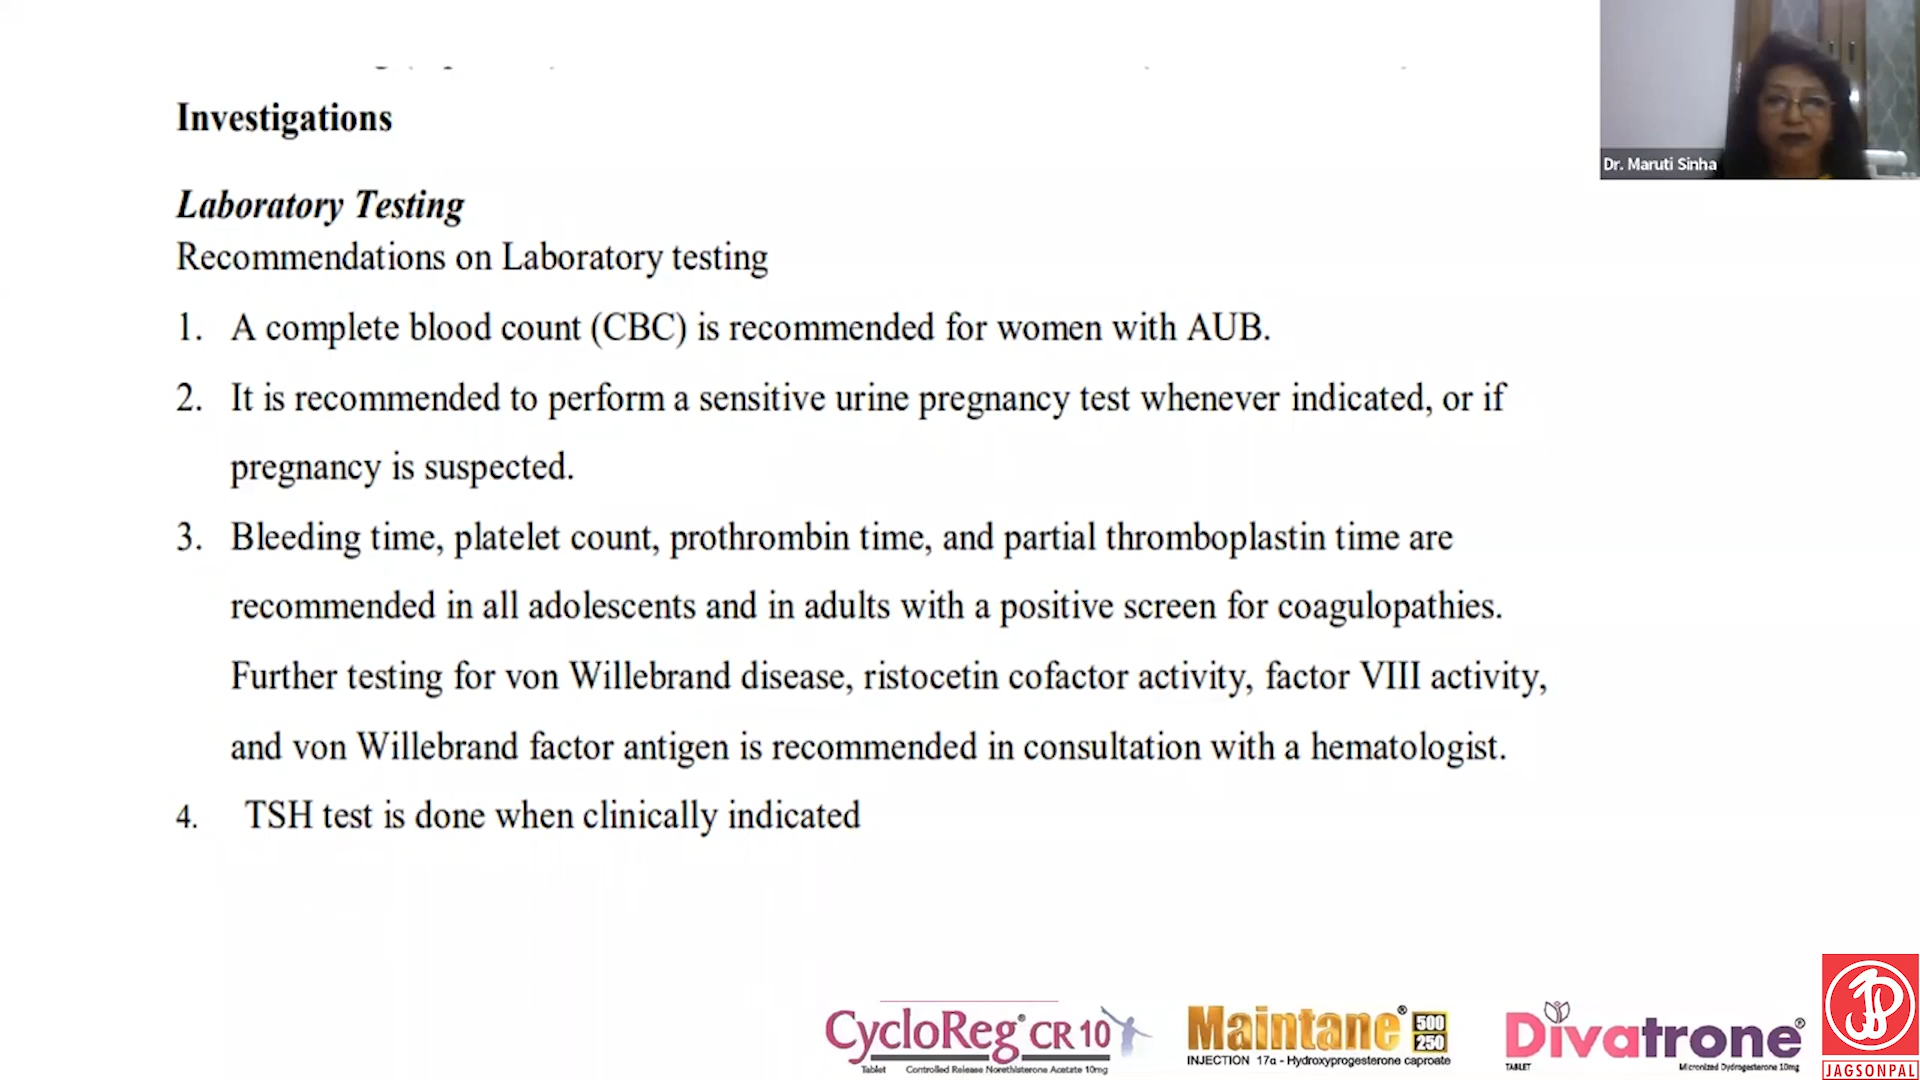 Investigations
Dr. Maruti Sinha
Laboratory Testing
Recommendations on Laboratory testing
1. A complete blood count (CBC) is recommended for women with AUB.
2. It is recommended to perform a sensitive urine pregnancy test whenever indicated, or if
pregnancy is suspected.
3. Bleeding time, platelet count, prothrombin time, and partial thromboplastin time are
recommended in all adolescents and in adults with a positive screen for coagulopathies.
Further testing for von Willebrand disease, ristocetin cofactor activity, factor VIII activity,
and von Willebrand factor antigen is recommended in consultation with a hematologist.
4. TSH test is done when clinically indicated
CycloReg® CR 10
Tablet Controlled Release Norethisterone Acetate 10mg
Maintane® 500 250
INJECTION 17α - Hydroxyprogesterone caproate
Divatrone®
TABLET Micronized Dydrogesterone 10mg
JAGSONPAL